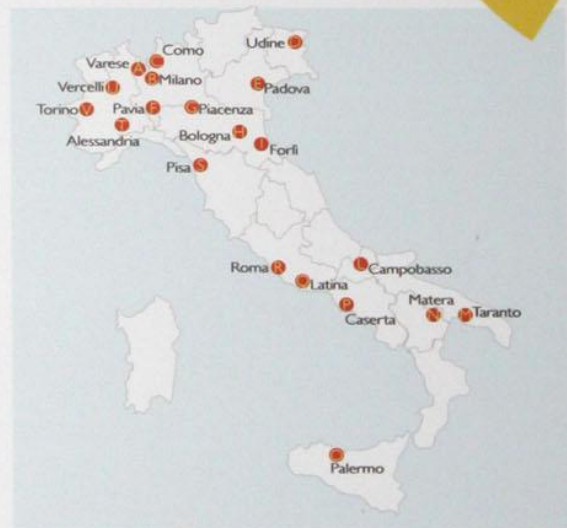 Como
Udine D
Varese A
Milano
Vercelli U
E Padova
Torino V
Pavia F
G Piacenza
T
Alessandria
Bologna H
I
Forlì
Pisa S
Roma R
L Campobasso
Latina
P
Caserta
Matera
N
M Taranto
Palermo